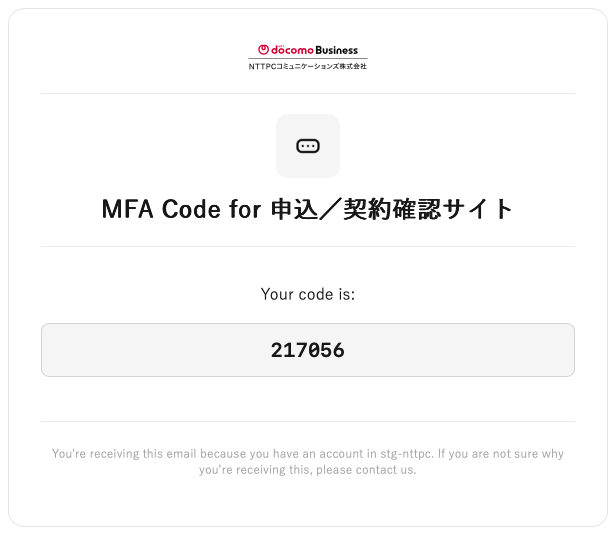 docomo Business
NTTPCコミュニケーションズ株式会社
MFA Code for 申込／契約確認サイト
Your code is:
217056
You're receiving this email because you have an account in stg-nttpc. If you are not sure why
you're receiving this, please contact us.